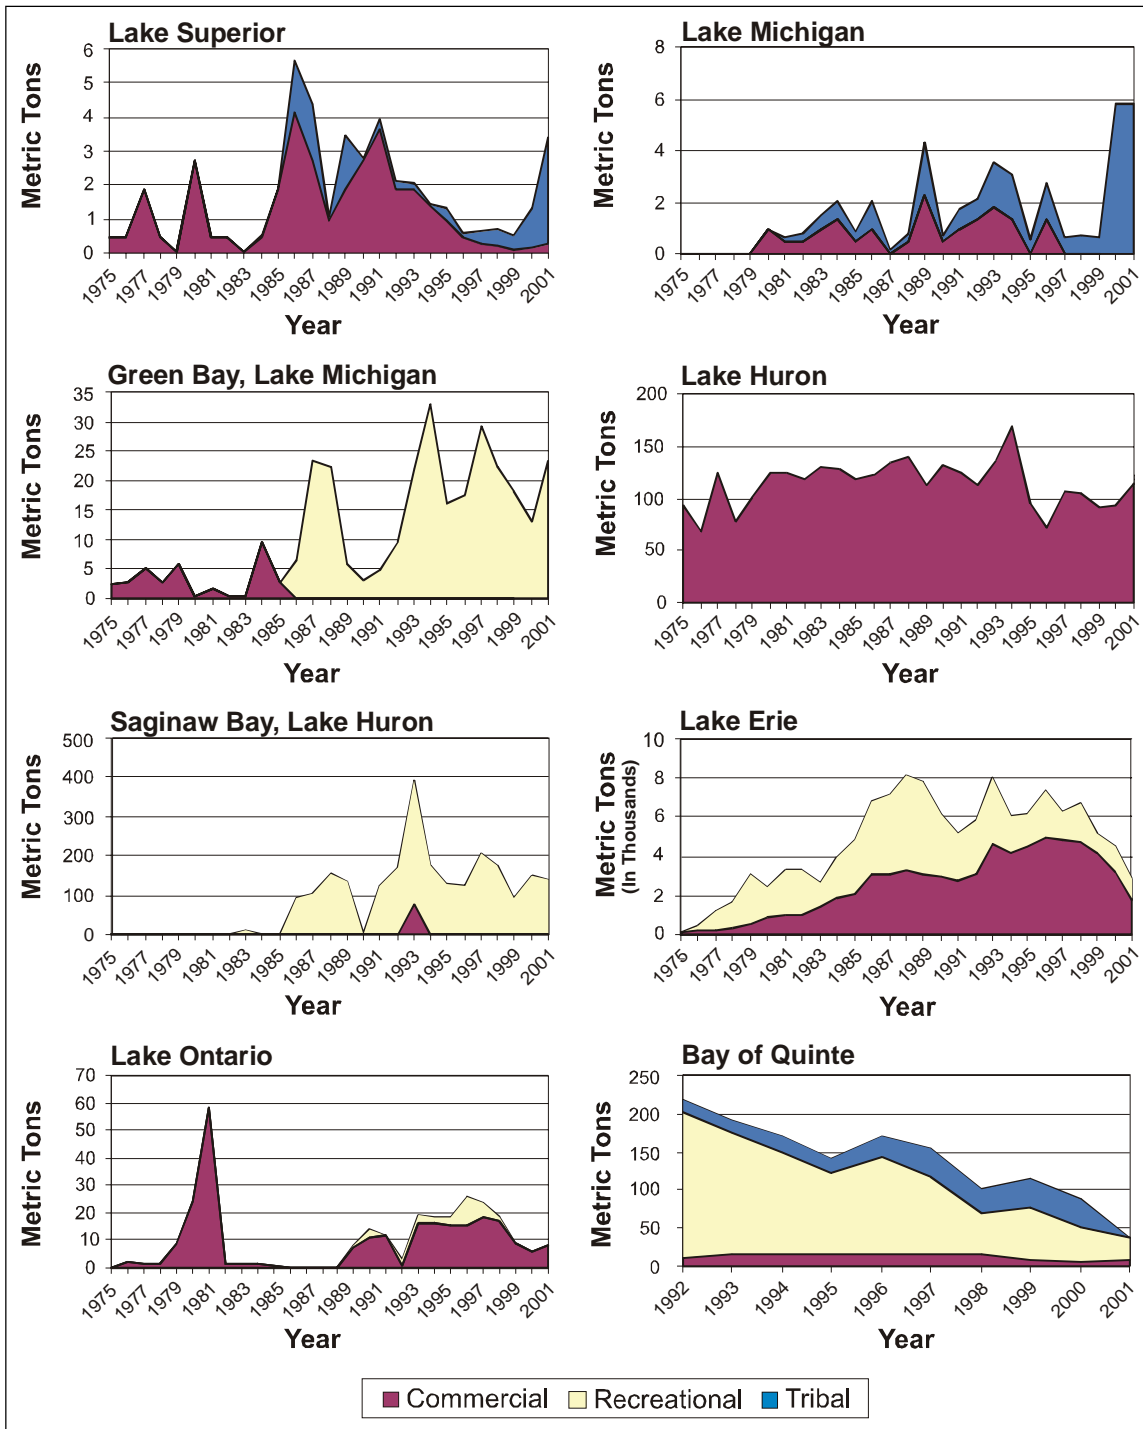 Lake Superior
Metric Tons
6
5
4
3
2
1
0
1975 1977 1979 1981 1983 1985 1987 1989 1991 1993 1995 1997 1999 2001
Year
Lake Michigan
Metric Tons
8
6
4
2
0
1975 1977 1979 1981 1983 1985 1987 1989 1991 1993 1995 1997 1999 2001
Year
Green Bay, Lake Michigan
Metric Tons
35
30
25
20
15
10
5
0
1975 1977 1979 1981 1983 1985 1987 1989 1991 1993 1995 1997 1999 2001
Year
Lake Huron
Metric Tons
200
150
100
50
0
1975 1977 1979 1981 1983 1985 1987 1989 1991 1993 1995 1997 1999 2001
Year
Saginaw Bay, Lake Huron
Metric Tons
500
400
300
200
100
0
1975 1977 1979 1981 1983 1985 1987 1989 1991 1993 1995 1997 1999 2001
Year
Lake Erie
Metric Tons
(In Thousands)
10
8
6
4
2
0
1975 1977 1979 1981 1983 1985 1987 1989 1991 1993 1995 1997 1999 2001
Year
Lake Ontario
Metric Tons
70
60
50
40
30
20
10
0
1975 1977 1979 1981 1983 1985 1987 1989 1991 1993 1995 1997 1999 2001
Year
Bay of Quinte
Metric Tons
250
200
150
100
50
0
1992 1993 1994 1995 1996 1997 1998 1999 2000 2001
Year
Commercial Recreational Tribal